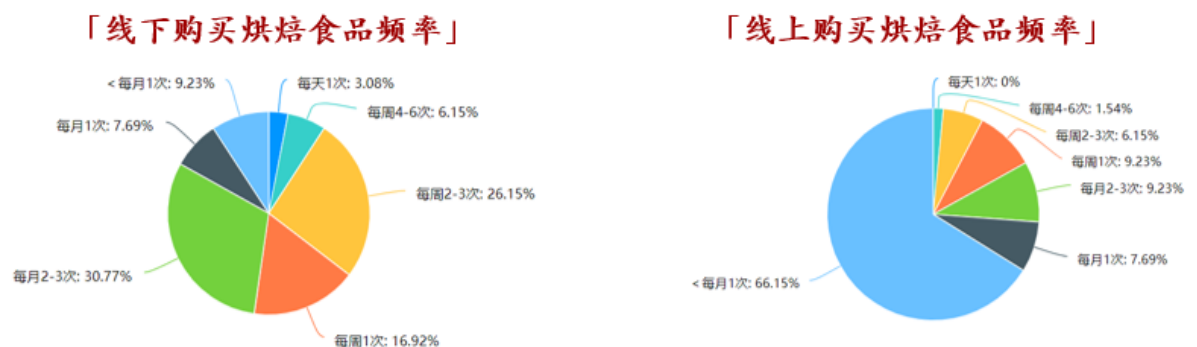 「线下购买烘焙食品频率」
< 每月1次: 9.23%
每天1次: 3.08%
每周4-6次: 6.15%
每月1次: 7.69%
每周2-3次: 26.15%
每月2-3次: 30.77%
每周1次: 16.92%
「线上购买烘焙食品频率」
每天1次: 0%
每周4-6次: 1.54%
每周2-3次: 6.15%
每周1次: 9.23%
每月2-3次: 9.23%
每月1次: 7.69%
< 每月1次: 66.15%